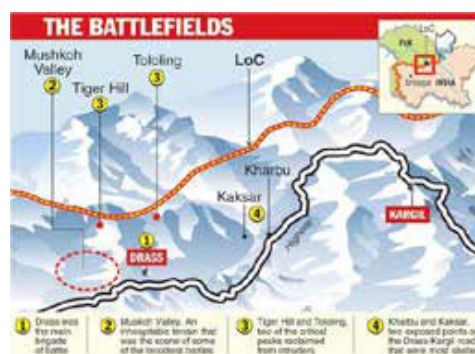 THE BATTLEFIELDS
Mushkoh
Valley
2
Tiger Hill
3
Tololing
3
LoC
LoC
INDIA
Kharbu
Kaksar
4
Highway
KARGIL
1
DRASS
1 Drass was
the main
brigade
of battle
2 Mushkoh Valley. An
inhospitable terrain that
was the scene of some
of the bloodiest battles
3 Tiger Hill and Tololing,
two of the critical
peaks reclaimed
from intruders
4 Kharbu and Kaksar,
two exposed points
the Drass-Kargil